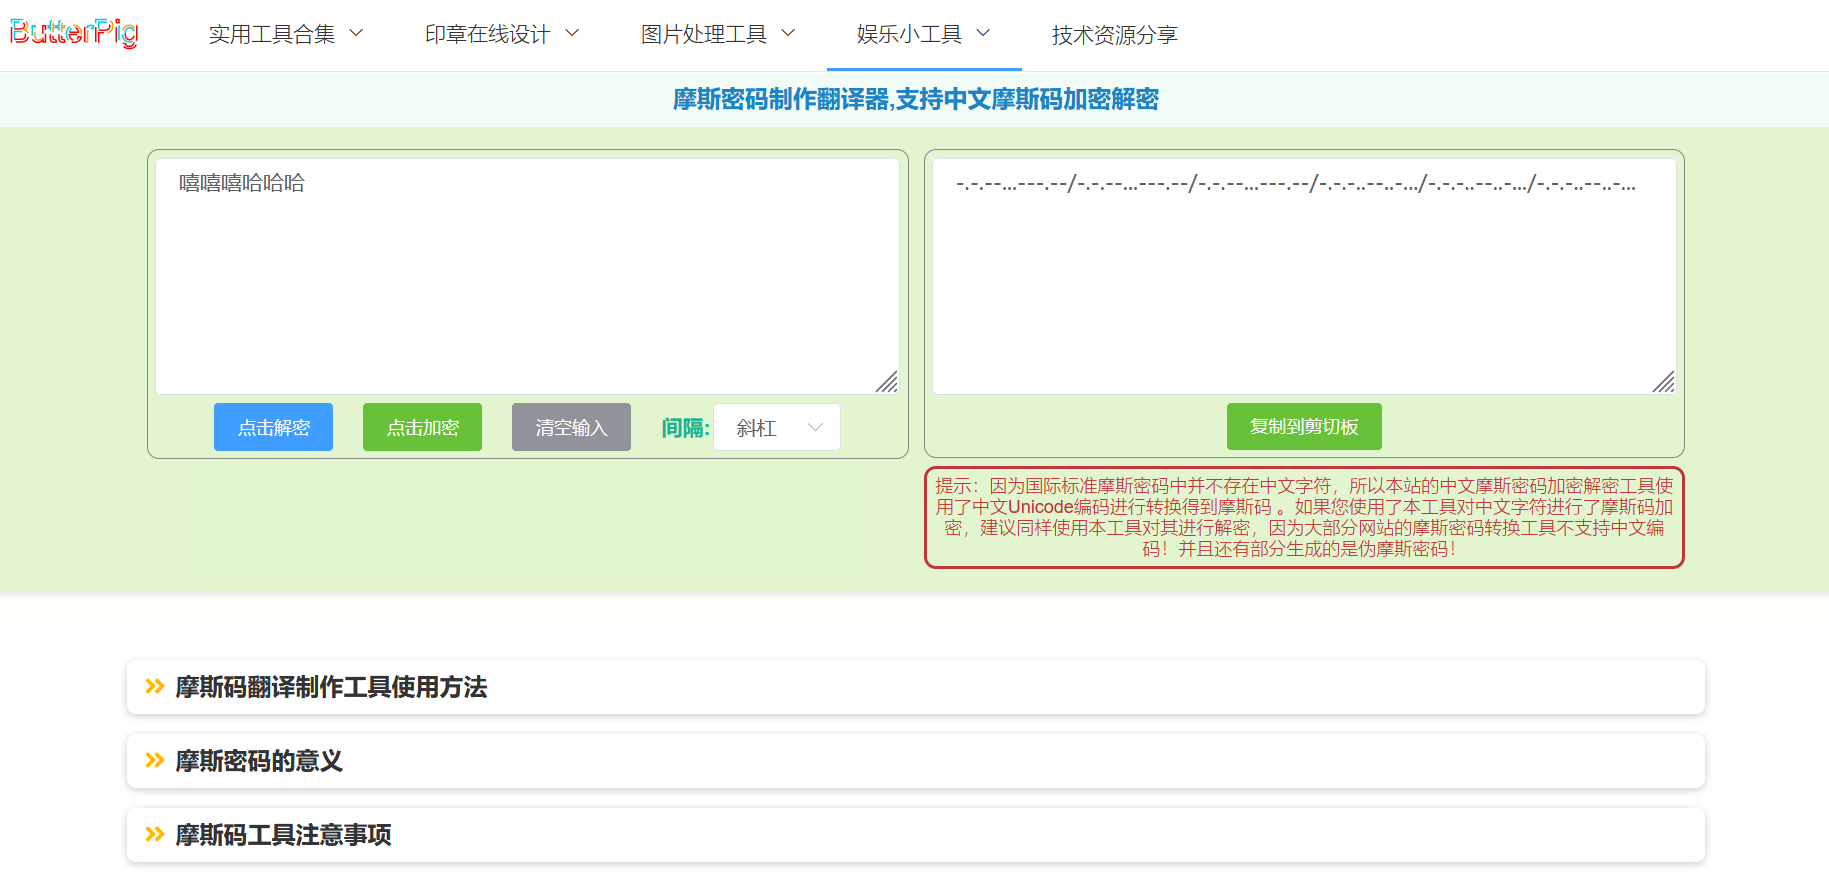 ButterPig
实用工具合集
印章在线设计
图片处理工具
娱乐小工具
技术资源分享
摩斯密码制作翻译器,支持中文摩斯码加密解密
嘻嘻嘻哈哈哈
-.-.--...---.--/-.-.--...---.--/-.-.--...---.--/-.-.-..--..-.../-.-.-..--..-.../-.-.-..--..-...
点击解密
点击加密
清空输入
间隔:
斜杠
复制到剪切板
提示：因为国际标准摩斯密码中并不存在中文字符，所以本站的中文摩斯密码加密解密工具使
用了中文Unicode编码进行转换得到摩斯码 。如果您使用了本工具对中文字符进行了摩斯码加
密，建议同样使用本工具对其进行解密，因为大部分网站的摩斯密码转换工具不支持中文编
码！并且还有部分生成的是伪摩斯密码！
摩斯码翻译制作工具使用方法
摩斯密码的意义
摩斯码工具注意事项